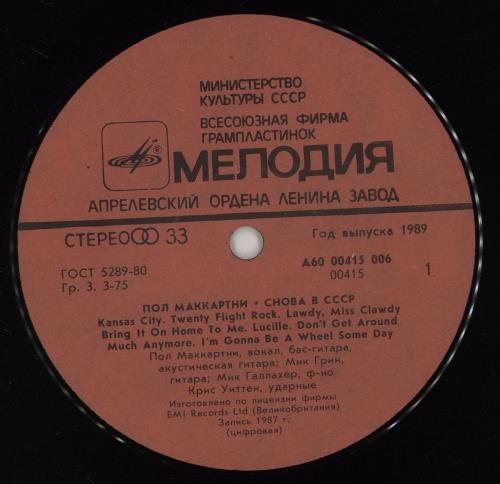 МИНИСТЕРСТВО
КУЛЬТУРЫ СССР
ВСЕСОЮЗНАЯ ФИРМА
ГРАМПЛАСТИНОК
МЕЛОДИЯ
АПРЕЛЕВСКИЙ ОРДЕНА ЛЕНИНА ЗАВОД
СТЕРЕО 33
Год выпуска 1989
ГОСТ 5289-80
Гр. 3. 3-75
А60 00415 006
00415
1
ПОЛ МАККАРТНИ • СНОВА В СССР
Kansas City. Twenty Flight Rock. Lawdy, Miss Clawdy
Bring It On Home To Me. Lucille. Don't Get Around
Much Anymore. I'm Gonna Be A Wheel Some Day
Пол Маккартни, вокал, бас-гитара,
акустическая гитара; Мик Грин,
гитара; Мик Галлахер, ф-но
Крис Уиттен, ударные
Изготовлено по лицензии фирмы
EMI Records Ltd (Великобритания)
Запись 1987 г.
(цифровая)